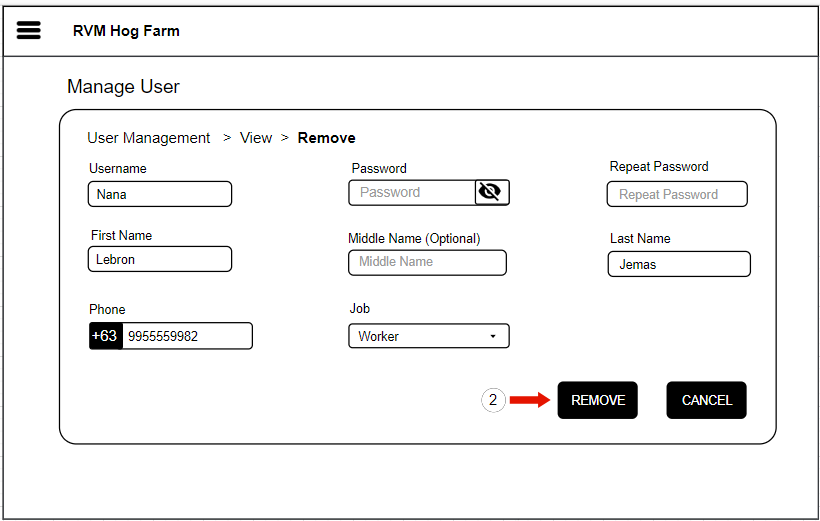 RVM Hog Farm
Manage User
User Management > View > Remove
Username Password Repeat Password
Nana Password Repeat Password
First Name Middle Name (Optional) Last Name
Lebron Middle Name Jemas
Phone Job
+63 9955559982 Worker
2 REMOVE CANCEL